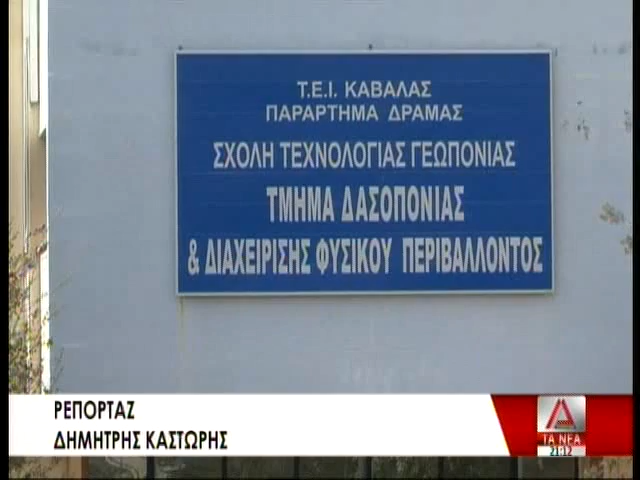 Τ.Ε.Ι. ΚΑΒΑΛΑΣ
ΠΑΡΑΡΤΗΜΑ ΔΡΑΜΑΣ
ΣΧΟΛΗ ΤΕΧΝΟΛΟΓΙΑΣ ΓΕΩΠΟΝΙΑΣ
ΤΜΗΜΑ ΔΑΣΟΠΟΝΙΑΣ
& ΔΙΑΧΕΙΡΙΣΗΣ ΦΥΣΙΚΟΥ ΠΕΡΙΒΑΛΛΟΝΤΟΣ
ΡΕΠΟΡΤΑΖ
ΔΗΜΗΤΡΗΣ ΚΑΣΤΩΡΗΣ
ΤΑ ΝΕΑ
21:12